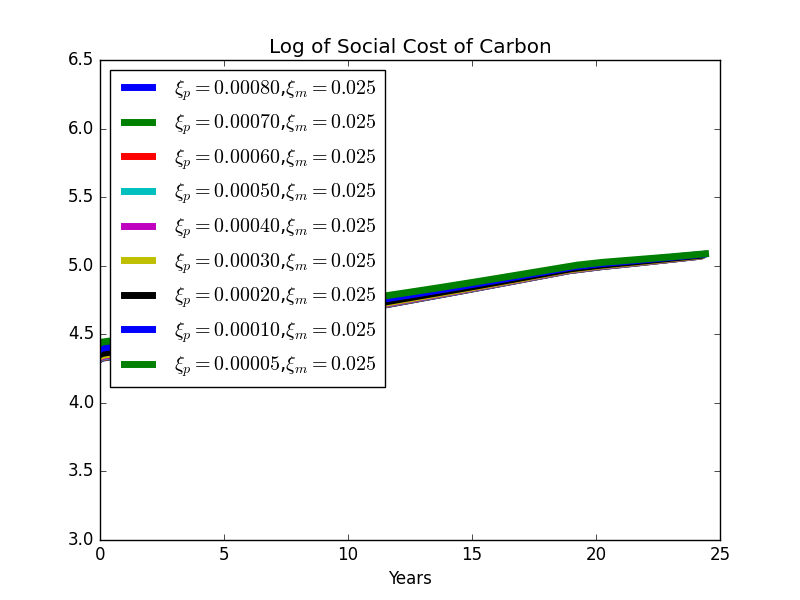 Log of Social Cost of Carbon
6.5
6.0
5.5
5.0
4.5
4.0
3.5
3.0
ξₚ = 0.00080,ξₘ = 0.025
ξₚ = 0.00070,ξₘ = 0.025
ξₚ = 0.00060,ξₘ = 0.025
ξₚ = 0.00050,ξₘ = 0.025
ξₚ = 0.00040,ξₘ = 0.025
ξₚ = 0.00030,ξₘ = 0.025
ξₚ = 0.00020,ξₘ = 0.025
ξₚ = 0.00010,ξₘ = 0.025
ξₚ = 0.00005,ξₘ = 0.025
0 5 10 15 20 25
Years